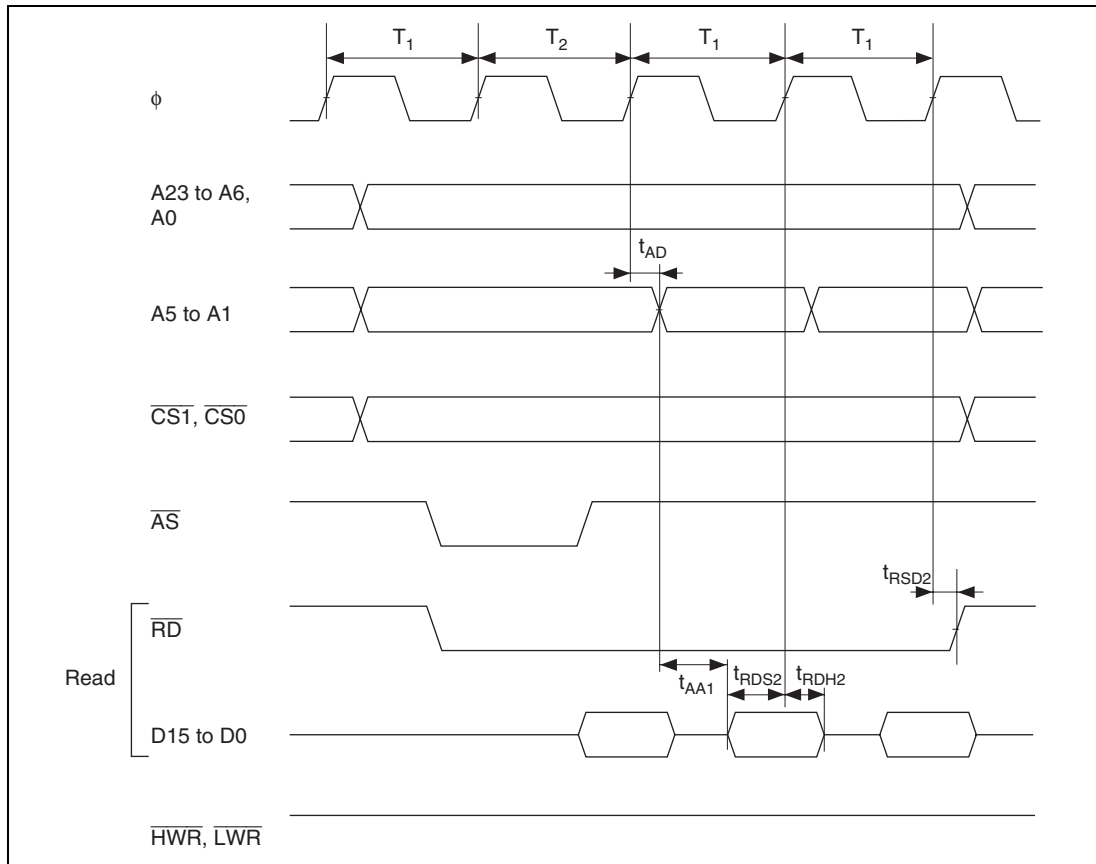 T1 T2 T1 T1
ϕ
A23 to A6,
A0
tAD
A5 to A1
CS1, CS0
AS
tRSD2
RD
Read
tAA1 tRDS2 tRDH2
D15 to D0
HWR, LWR